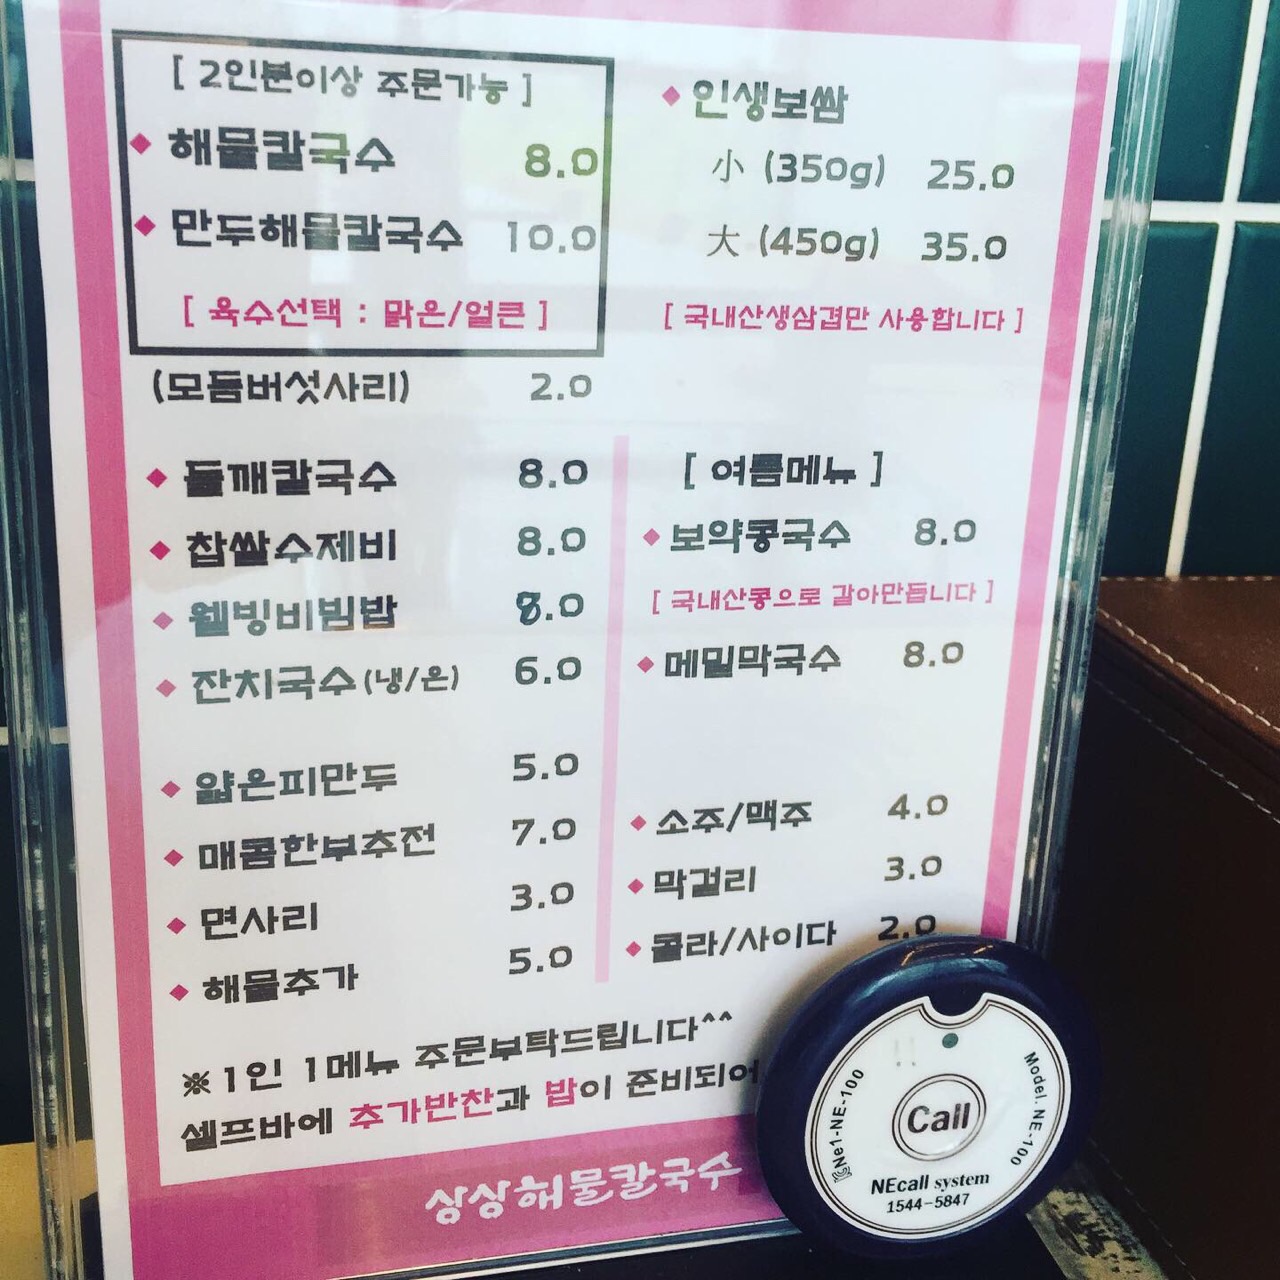 [ 2인분이상 주문가능 ]
◆ 해물칼국수 8.0
◆ 만두해물칼국수 10.0
[ 육수선택 : 맑은/얼큰 ]
(모듬버섯사리) 2.0
◆ 인생보쌈
小 (350g) 25.0
大 (450g) 35.0
[ 국내산생삼겹만 사용합니다 ]
◆ 들깨칼국수 8.0
◆ 찹쌀수제비 8.0
◆ 웰빙비빔밥 8.0
◆ 잔치국수(냉/온) 6.0
◆ 얇은피만두 5.0
◆ 매콤한부추전 7.0
◆ 면사리 3.0
◆ 해물추가 5.0
[ 여름메뉴 ]
◆ 보약콩국수 8.0
[ 국내산콩으로 갈아만듭니다 ]
◆ 메밀막국수 8.0
◆ 소주/맥주 4.0
◆ 막걸리 3.0
◆ 콜라/사이다 2.0
※1인 1메뉴 주문부탁드립니다^^
셀프바에 추가반찬과 밥이 준비되어
상상해물칼국수
Ne1-NE-100
Model. NE-100
Call
NEcall system
1544-5847